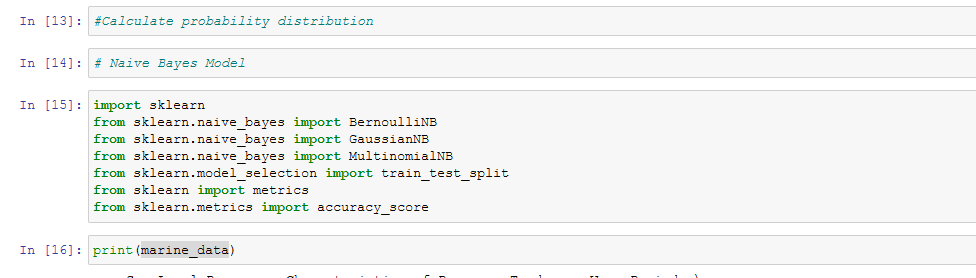 In [13]: #Calculate probability distribution
In [14]: # Naive Bayes Model
In [15]: import sklearn
from sklearn.naive_bayes import BernoulliNB
from sklearn.naive_bayes import GaussianNB
from sklearn.naive_bayes import MultinomialNB
from sklearn.model_selection import train_test_split
from sklearn import metrics
from sklearn.metrics import accuracy_score
In [16]: print(marine_data)